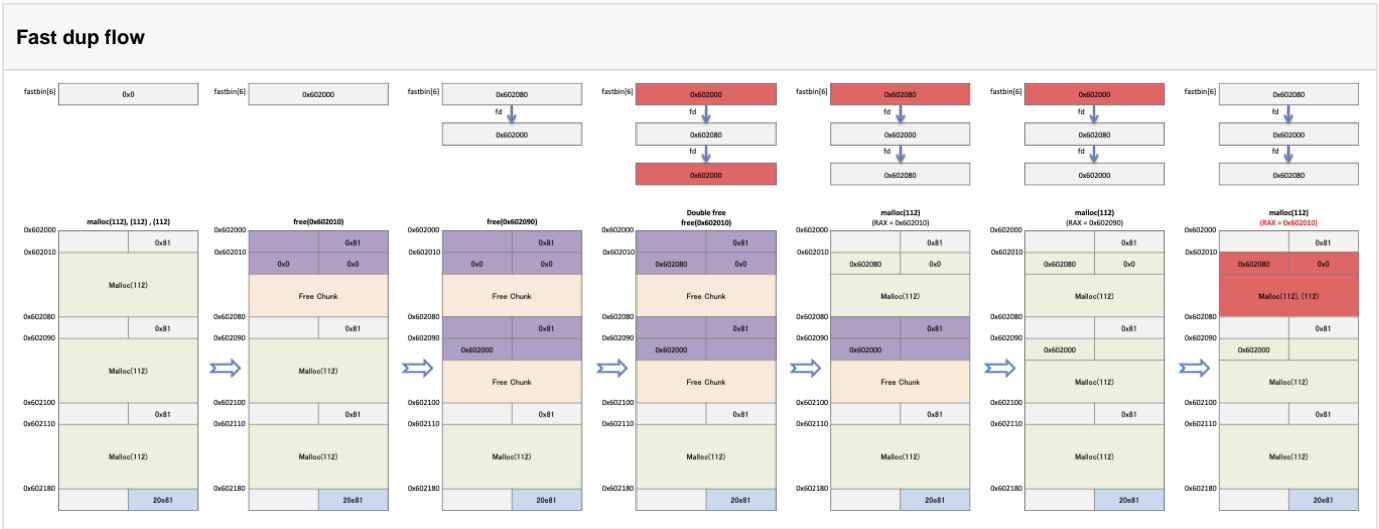 Fast dup flow
fastbin[6] 0x0 fastbin[6] 0x602000 fastbin[6] 0x602080 fastbin[6] 0x602000 fastbin[6] 0x602080 fastbin[6] 0x602000 fastbin[6] 0x602080
fd fd fd fd fd
0x602000 0x602080 0x602000 0x602080 0x602000
fd fd fd fd
0x602000 0x602080 0x602000 0x602080
malloc(112), (112) , (112)
0x602000
0x81
0x602010
Malloc(112)
0x602080
0x81
0x602090
Malloc(112)
0x602100
0x81
0x602110
Malloc(112)
0x602180
20e81
free(0x602010)
0x602000
0x81
0x602010
0x0 0x0
Free Chunk
0x602080
0x81
0x602090
Malloc(112)
0x602100
0x81
0x602110
Malloc(112)
0x602180
20e81
free(0x602090)
0x602000
0x81
0x602010
0x0 0x0
Free Chunk
0x602080
0x81
0x602090
0x602000
Free Chunk
0x602100
0x81
0x602110
Malloc(112)
0x602180
20e81
Double free
free(0x602010)
0x602000
0x81
0x602010
0x602080 0x0
Free Chunk
0x602080
0x81
0x602090
0x602000
Free Chunk
0x602100
0x81
0x602110
Malloc(112)
0x602180
20e81
malloc(112)
(RAX = 0x602010)
0x602000
0x81
0x602010
0x602080 0x0
Malloc(112)
0x602080
0x81
0x602090
0x602000
Free Chunk
0x602100
0x81
0x602110
Malloc(112)
0x602180
20e81
malloc(112)
(RAX = 0x602090)
0x602000
0x81
0x602010
0x602080 0x0
Malloc(112)
0x602080
0x81
0x602090
0x602000
Malloc(112)
0x602100
0x81
0x602110
Malloc(112)
0x602180
20e81
malloc(112)
(RAX = 0x602010)
0x602000
0x81
0x602010
0x602080 0x0
Malloc(112), (112)
0x602080
0x81
0x602090
0x602000
Malloc(112)
0x602100
0x81
0x602110
Malloc(112)
0x602180
20e81